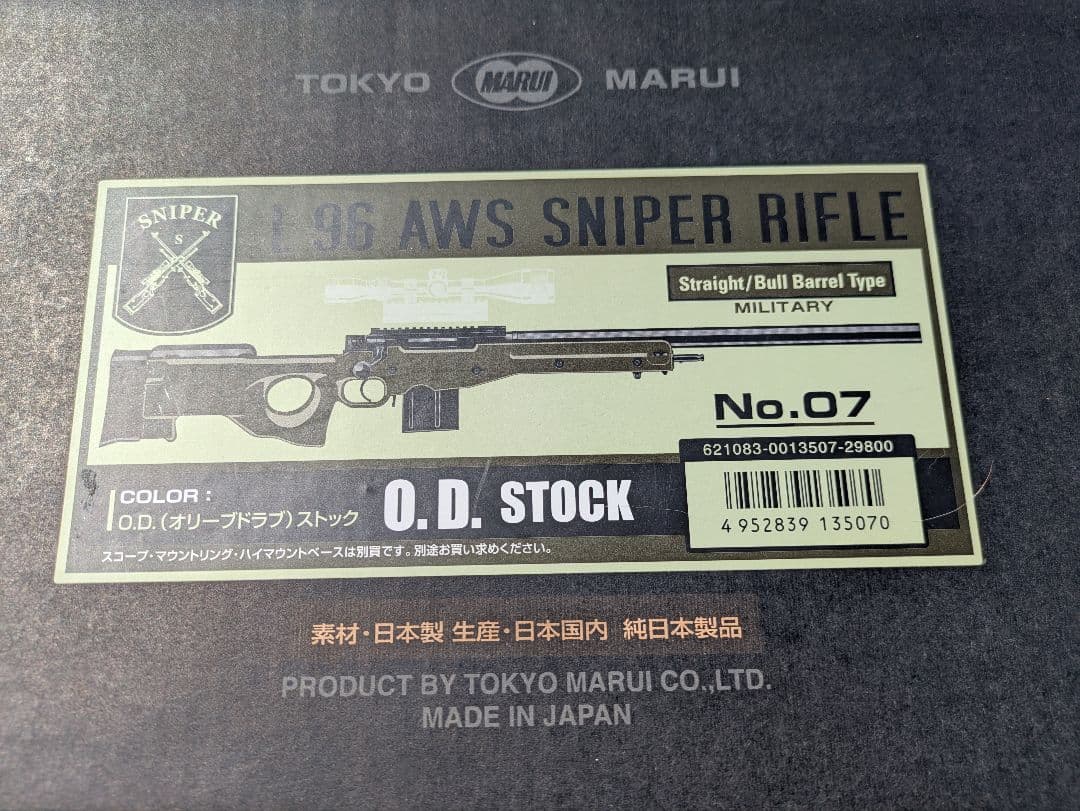 TOKYO MARUI MARUI
SNIPER
S
L96 AWS SNIPER RIFLE
Straight/Bull Barrel Type
MILITARY
No.07
621083-0013507-29800
4 952839 135070
COLOR :
O.D.(オリーブドラブ)ストック
O.D. STOCK
スコープ・マウントリング・ハイマウントベースは別買です。別途お買い求めください。
素材・日本製 生産・日本国内 純日本製品
PRODUCT BY TOKYO MARUI CO.,LTD.
MADE IN JAPAN